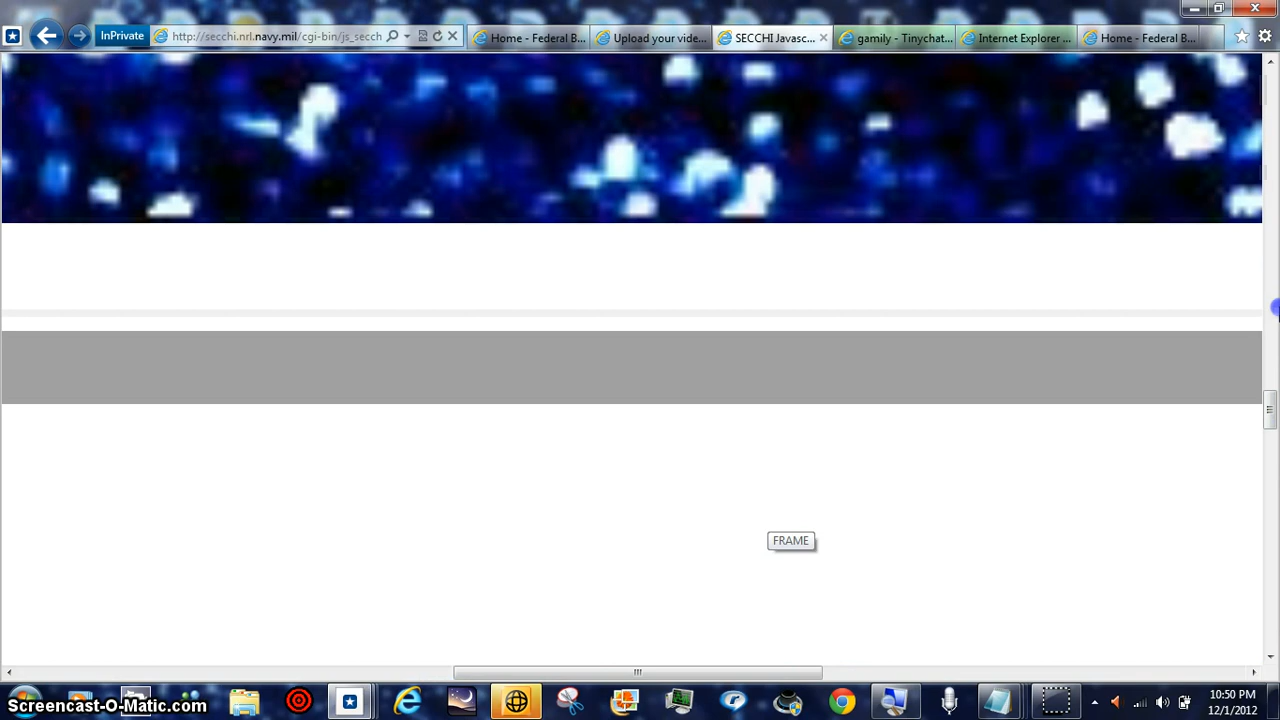 InPrivate
http://secchi.nrl.navy.mil/cgi-bin/js_secch
Home - Federal B...
Upload your vide...
SECCHI Javasc...
gamily - Tinychat...
Internet Explorer ...
Home - Federal B...
FRAME
Screencast-O-Matic.com
10:50 PM
12/1/2012